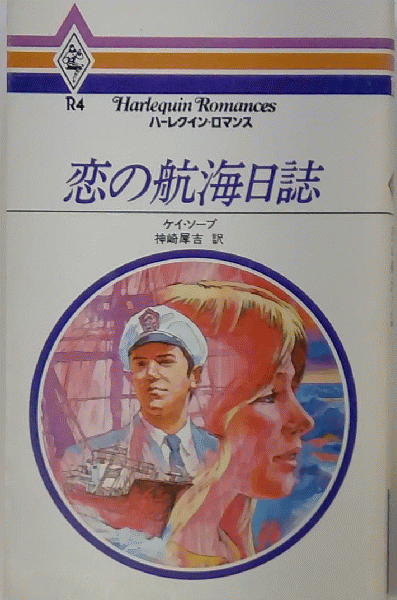 R4
Harlequin Romances
ハーレクイン・ロマンス
恋の航海日誌
ケイ・ソープ
神崎犀吉 訳